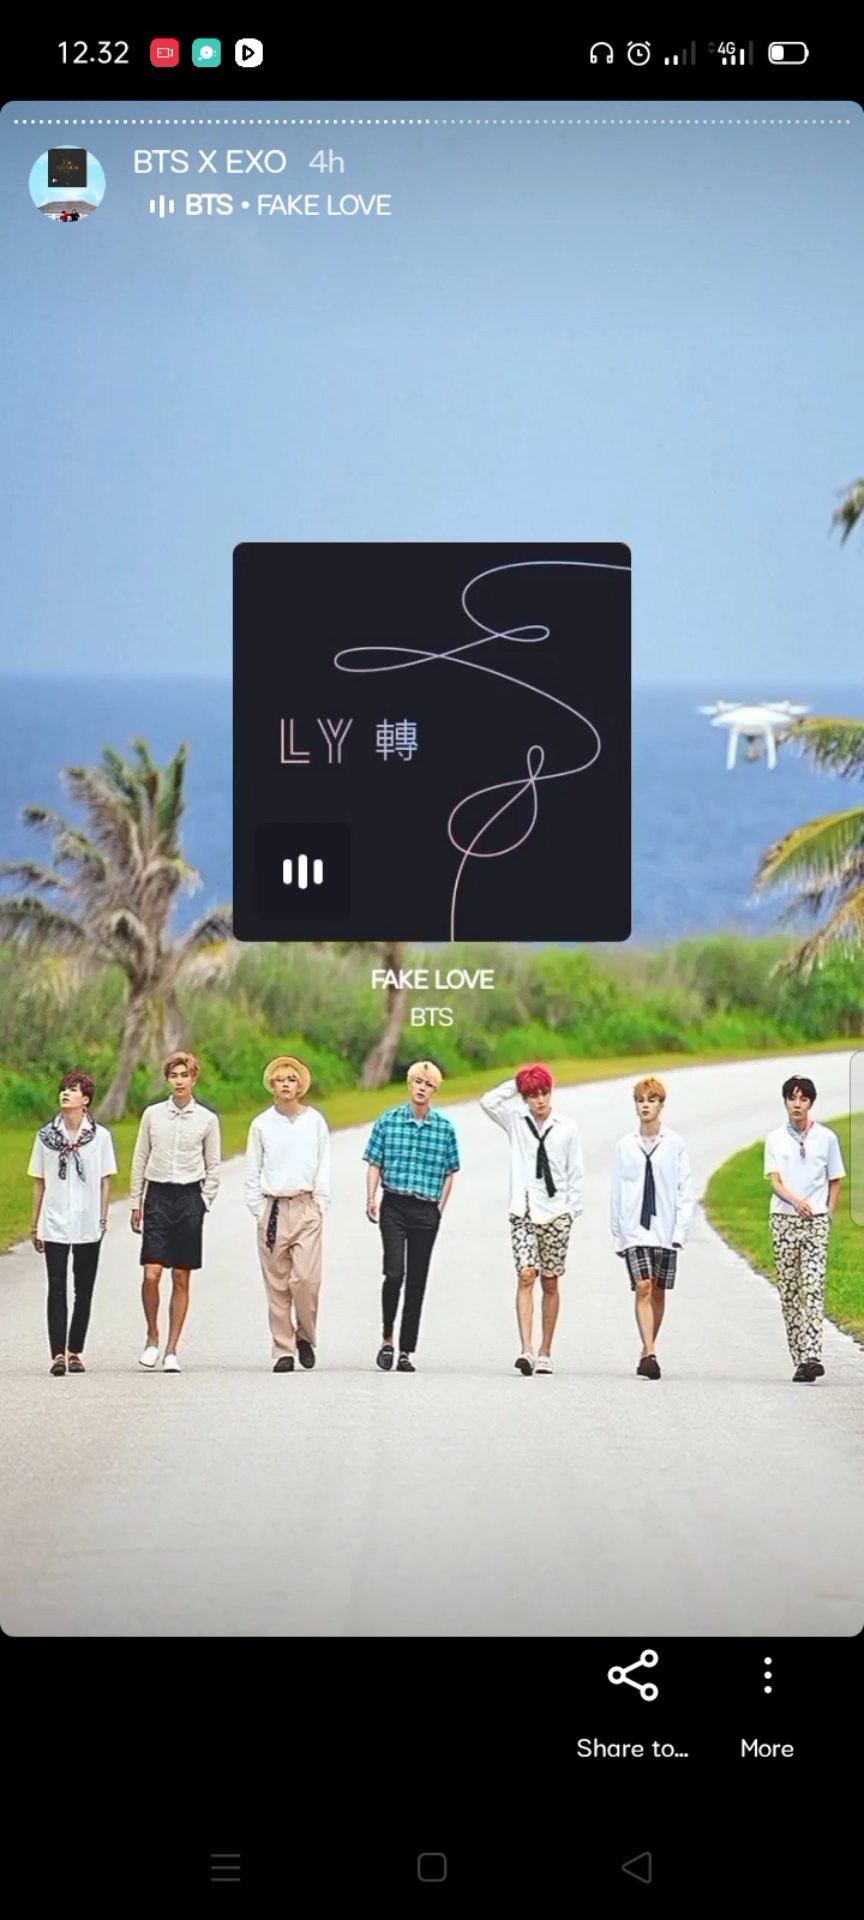 12.32
4G
BTS X EXO 4h
BTS • FAKE LOVE
LY 轉
FAKE LOVE
BTS
Share to...
More